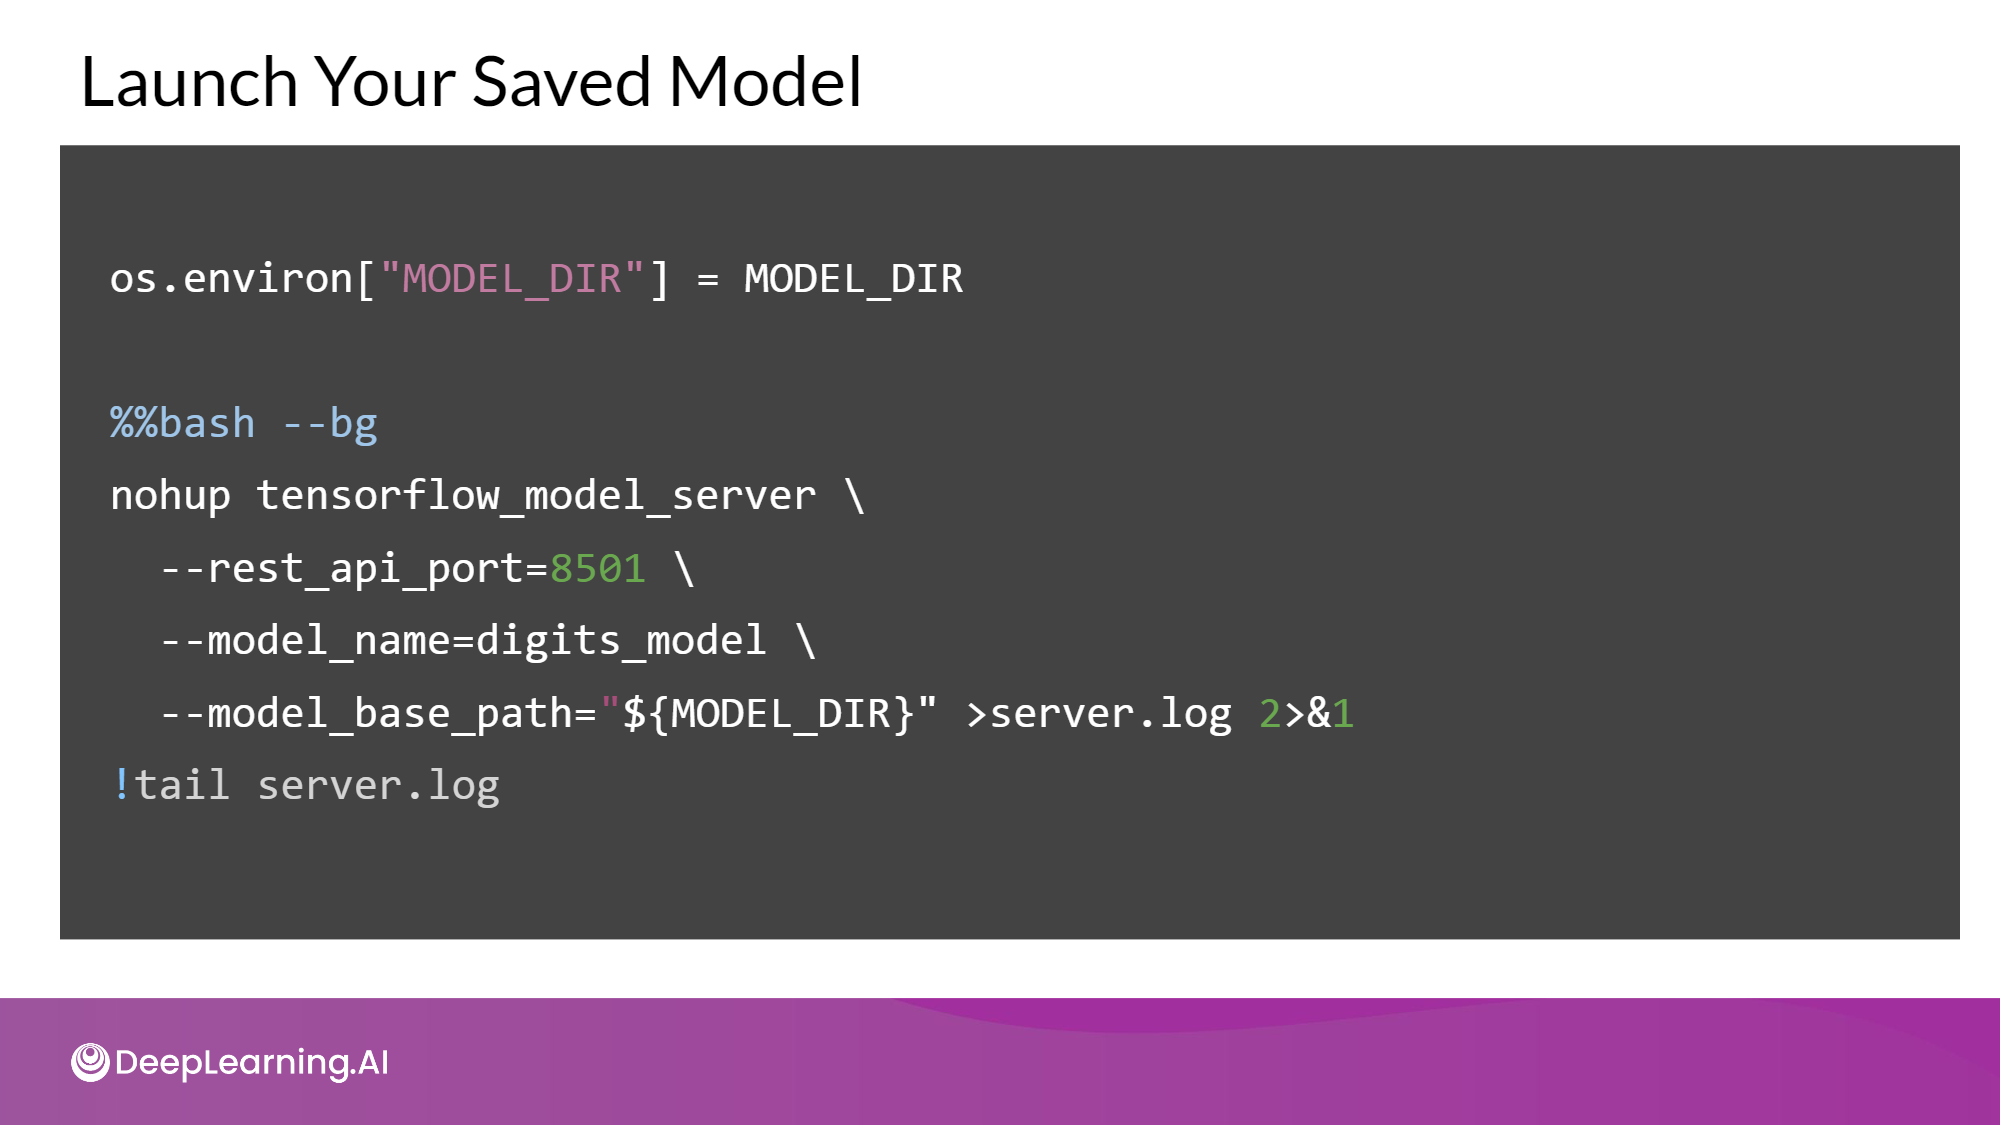 Launch Your Saved Model
os.environ["MODEL_DIR"] = MODEL_DIR
%%bash --bg
nohup tensorflow_model_server \
  --rest_api_port=8501 \
  --model_name=digits_model \
  --model_base_path="${MODEL_DIR}" >server.log 2>&1
!tail server.log
DeepLearning.AI